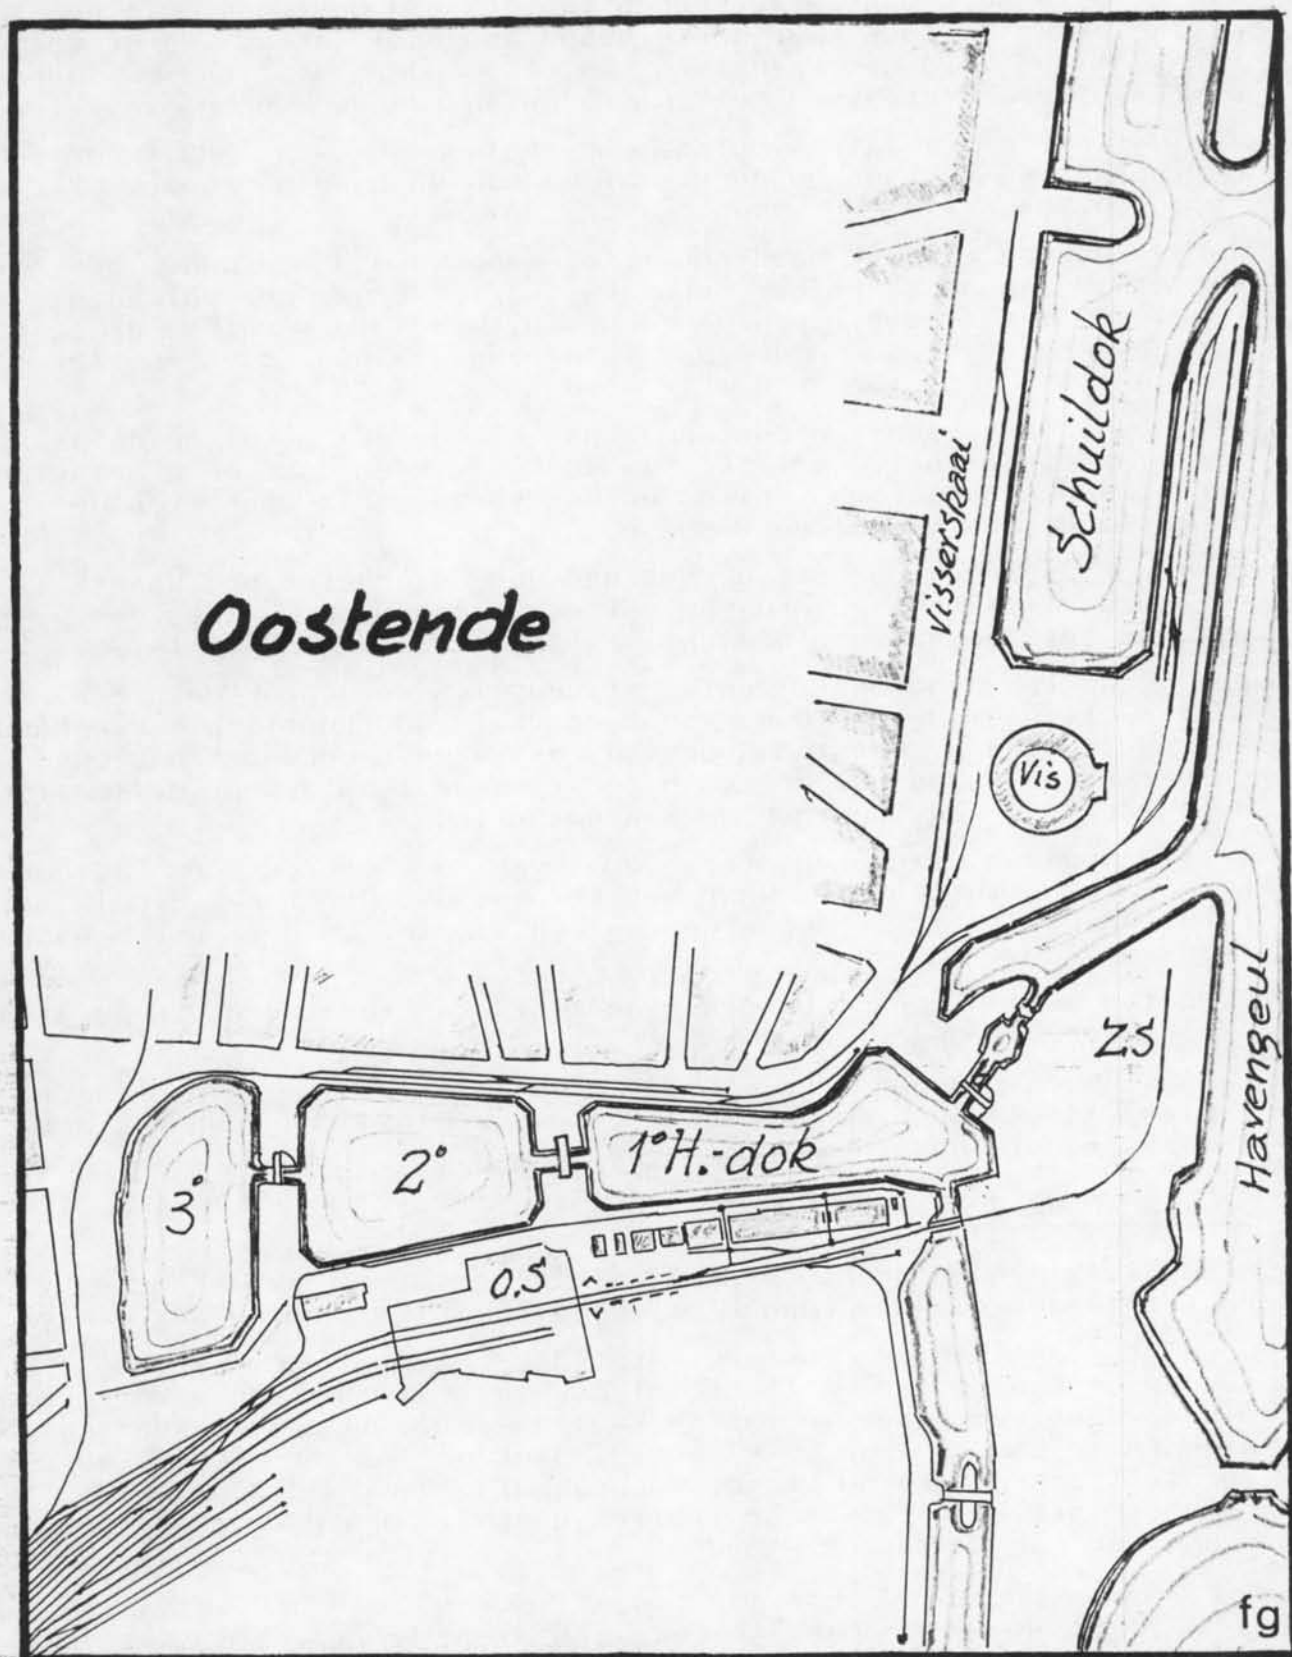 Schuildok
visserskaai
Oostende
Vis
Havengeul
ZS
1° H.-dok
2°
3°
O.S
fg